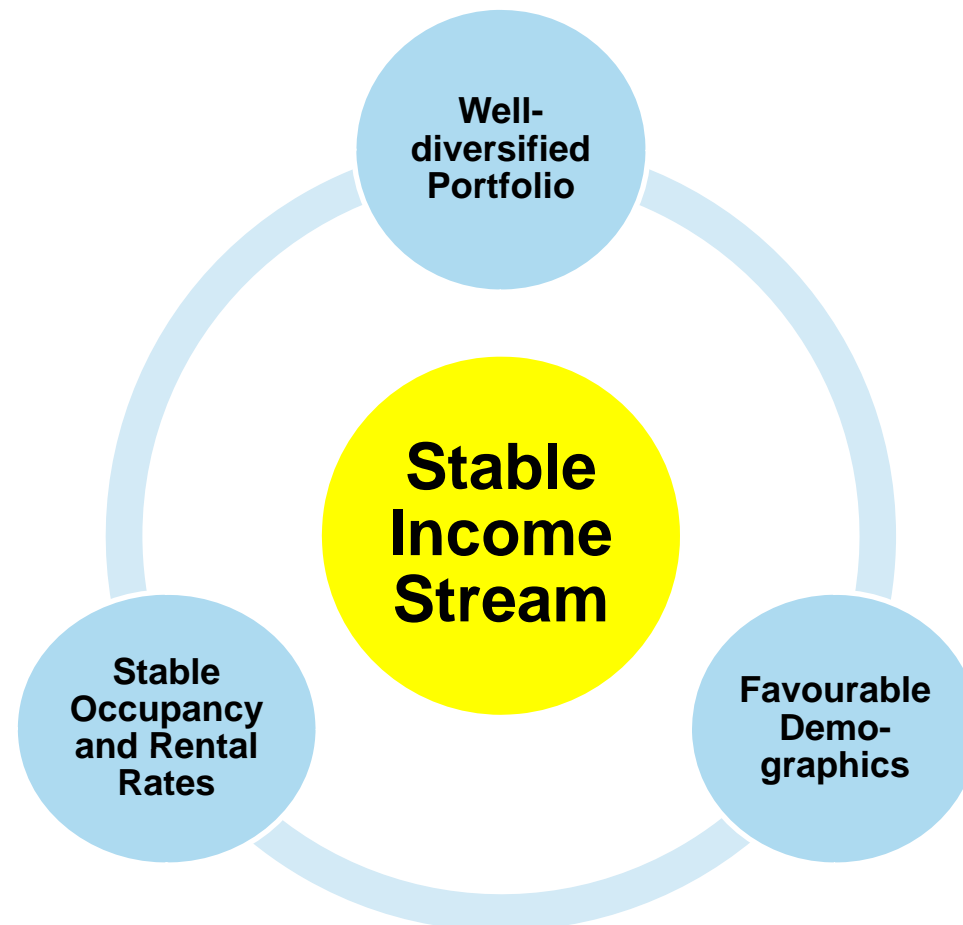 Well-
diversified
Portfolio
Stable
Income
Stream
Stable
Occupancy
and Rental
Rates
Favourable
Demo-
graphics